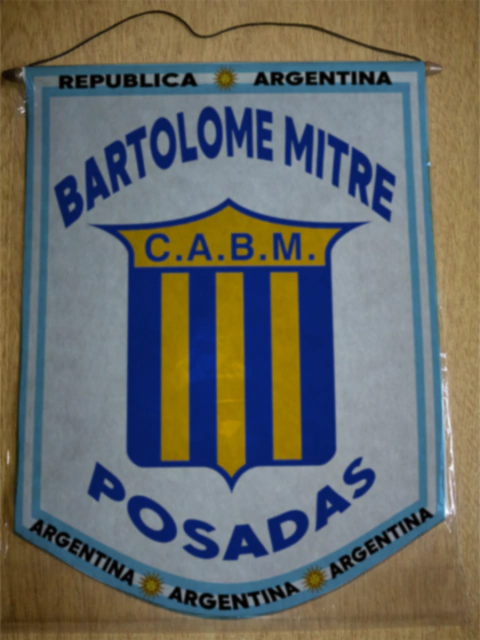 REPUBLICA ARGENTINA
BARTOLOME MITRE
C.A.B.M.
POSADAS
ARGENTINA ARGENTINA ARGENTINA